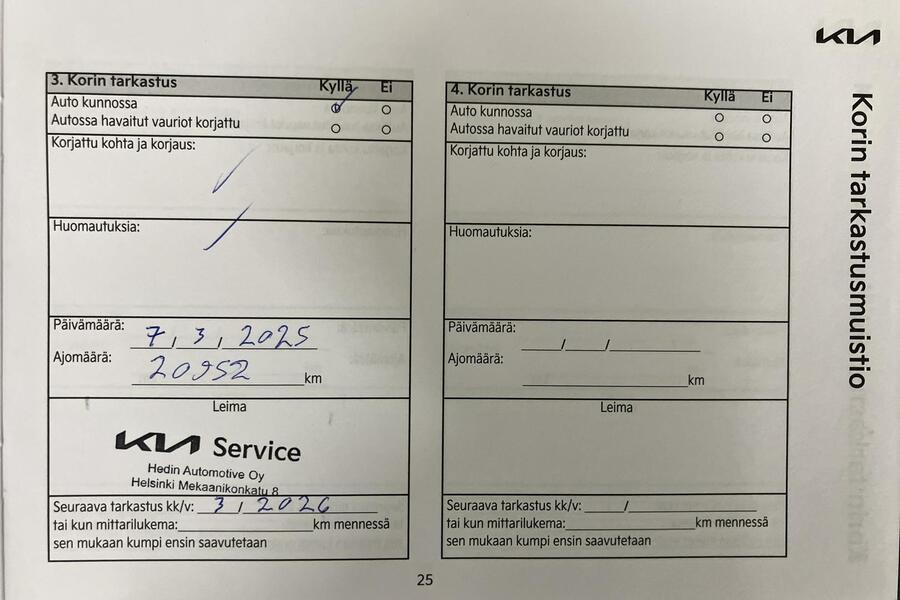 KIA
Korin tarkastusmuistio
3. Korin tarkastus Kyllä Ei
Auto kunnossa
Autossa havaitut vauriot korjattu
Korjattu kohta ja korjaus:
Huomautuksia:
Päivämäärä: 7 / 3 / 2025
Ajomäärä: 20952 km
Leima
KIA Service
Hedin Automotive Oy
Helsinki Mekaanikonkatu 8
Seuraava tarkastus kk/v: 3 / 2026
tai kun mittarilukema: km mennessä
sen mukaan kumpi ensin saavutetaan
4. Korin tarkastus Kyllä Ei
Auto kunnossa
Autossa havaitut vauriot korjattu
Korjattu kohta ja korjaus:
Huomautuksia:
Päivämäärä: / /
Ajomäärä: km
Leima
Seuraava tarkastus kk/v: /
tai kun mittarilukema: km mennessä
sen mukaan kumpi ensin saavutetaan
25